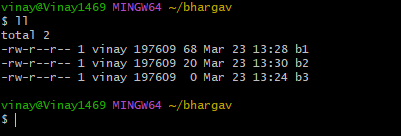 vinay@Vinay1469 MINGW64 ~/bhargav
$ ll
total 2
-rw-r--r-- 1 vinay 197609 68 Mar 23 13:28 b1
-rw-r--r-- 1 vinay 197609 20 Mar 23 13:30 b2
-rw-r--r-- 1 vinay 197609  0 Mar 23 13:24 b3
vinay@Vinay1469 MINGW64 ~/bhargav
$